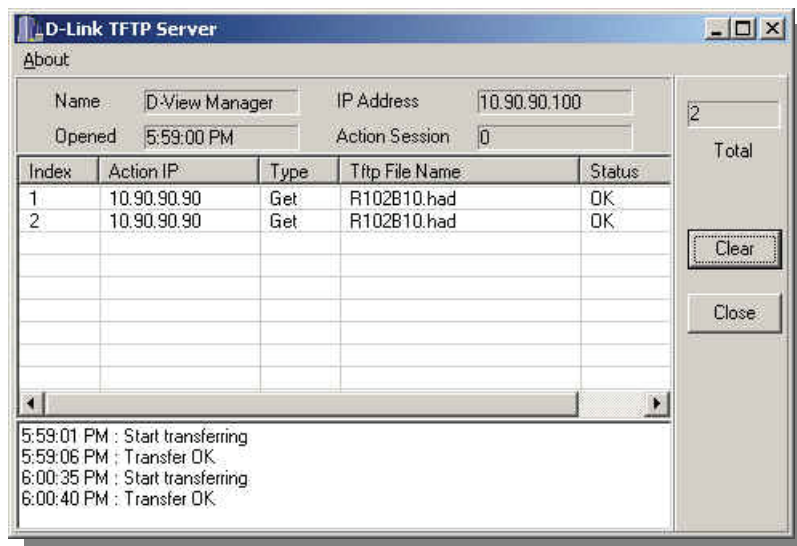 D-Link TFTP Server
About
Name D-View Manager IP Address 10.90.90.100
Opened 5:59:00 PM Action Session 0
2
Total
Index Action IP Type Tftp File Name Status
1 10.90.90.90 Get R102B10.had OK
2 10.90.90.90 Get R102B10.had OK
Clear
Close
5:59:01 PM : Start transferring
5:59:06 PM : Transfer OK
6:00:35 PM : Start transferring
6:00:40 PM : Transfer OK